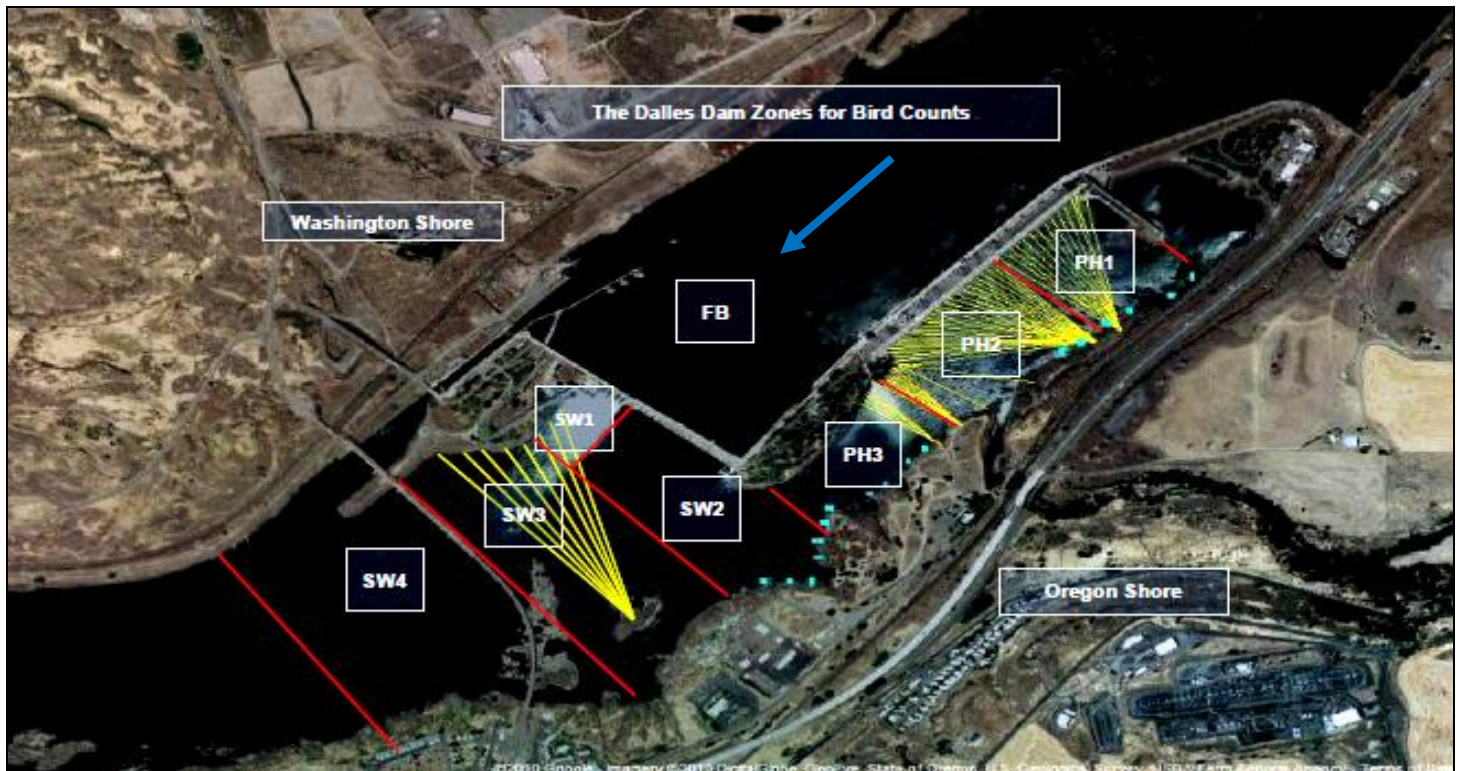 The Dalles Dam Zones for Bird Counts
Washington Shore
PH1
FB
PH2
SW1
PH3
SW2
SW3
SW4
Oregon Shore